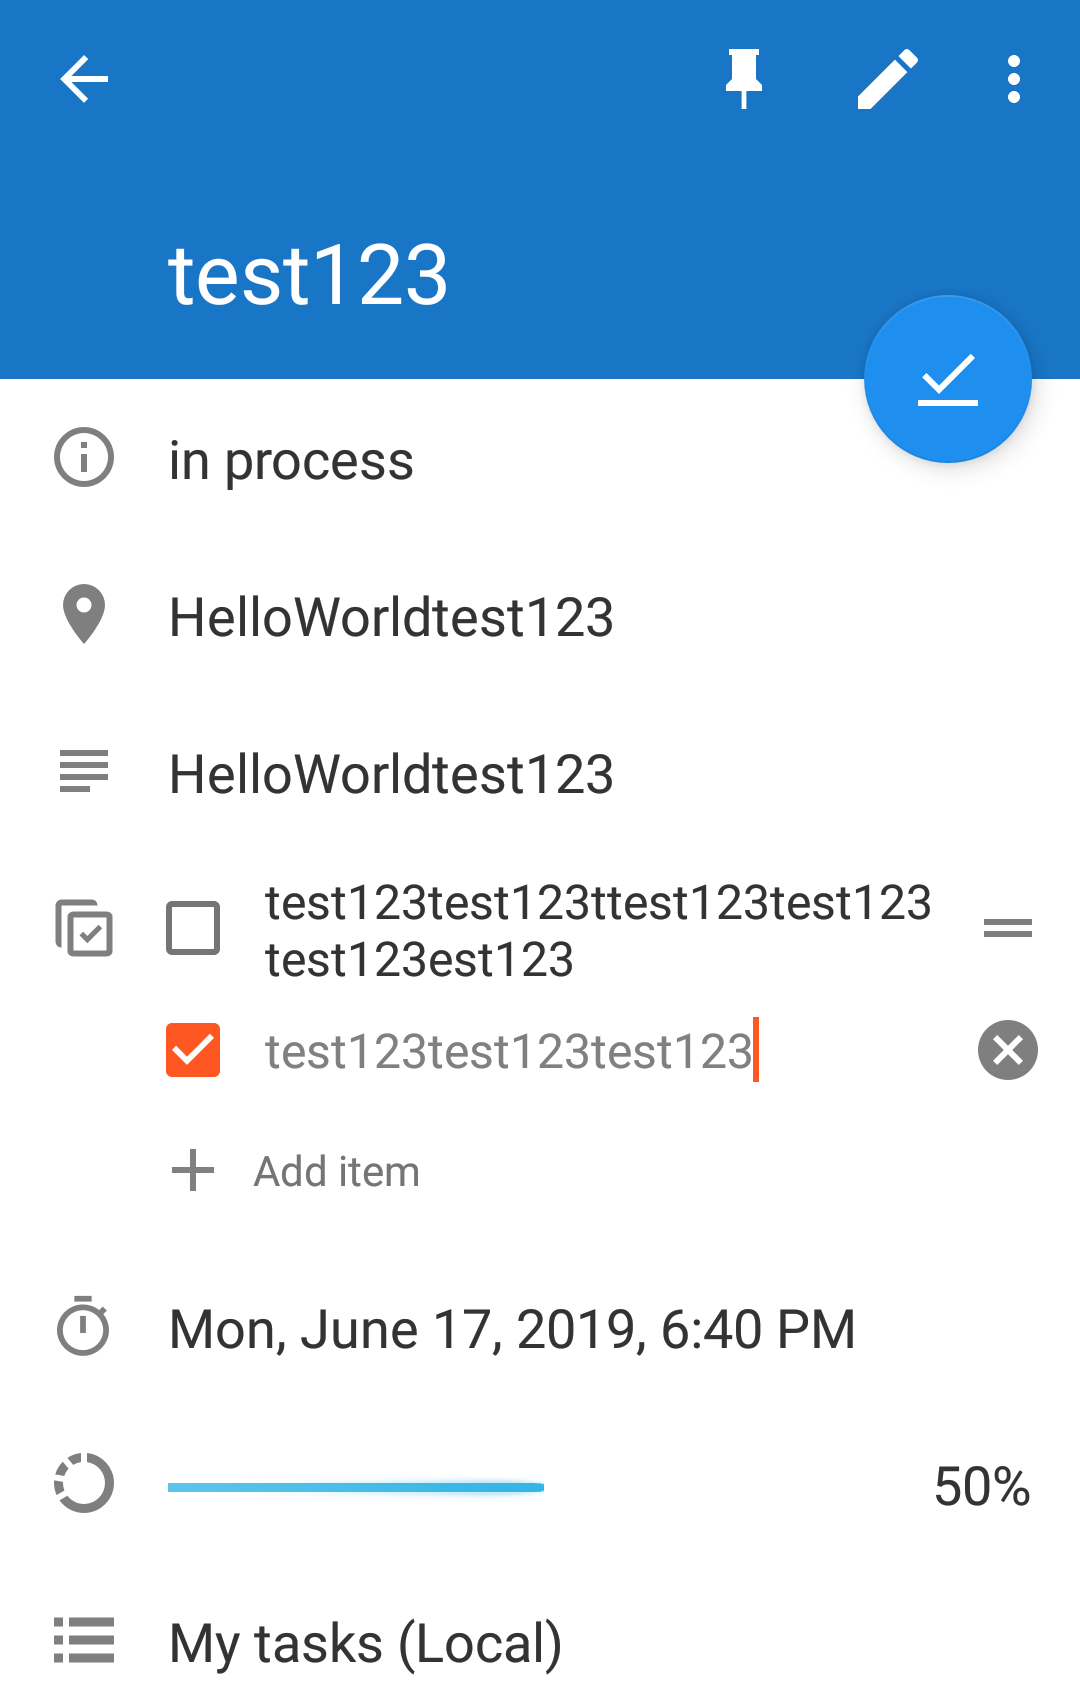 test123
in process
HelloWorldtest123
HelloWorldtest123
test123test123ttest123test123
test123est123
test123test123test123
Add item
Mon, June 17, 2019, 6:40 PM
50%
My tasks (Local)